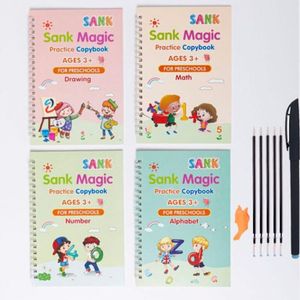 SANK
Sank Magic
Practice Copybook
AGES 3+
FOR PRESCHOOLS
Drawing
SANK
Sank Magic
Practice Copybook
AGES 3+
FOR PRESCHOOLS
Math
5
SANK
Sank Magic
Practice Copybook
AGES 3+
FOR PRESCHOOLS
Number
SANK
Sank Magic
Practice Copybook
AGES 3+
FOR PRESCHOOLS
Alphabet